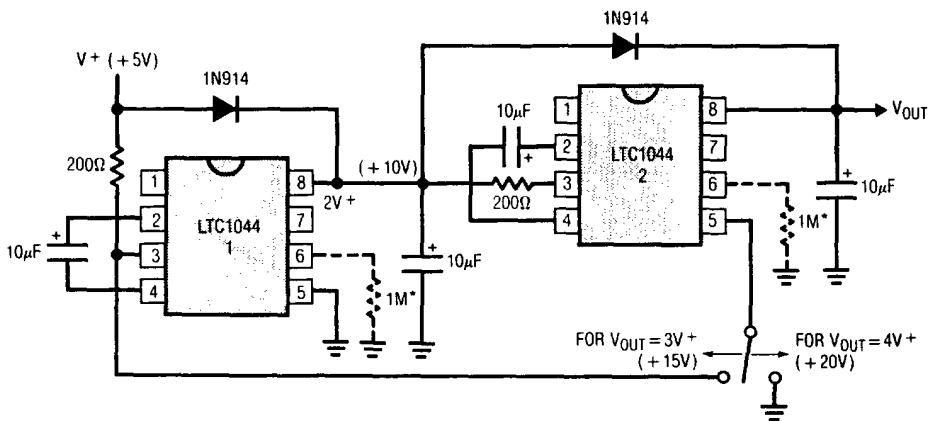 1N914
V+ (+5V)
1N914
200Ω
10μF
+
(+10V)
200Ω
1
2
3
4
LTC1044
2
8
7
6
5
VOUT
+
10μF
1M*
10μF
+
1
2
3
4
LTC1044
1
8
7
6
5
2V+
1M*
+
10μF
FOR VOUT = 3V+
(+15V)
FOR VOUT = 4V+
(+20V)